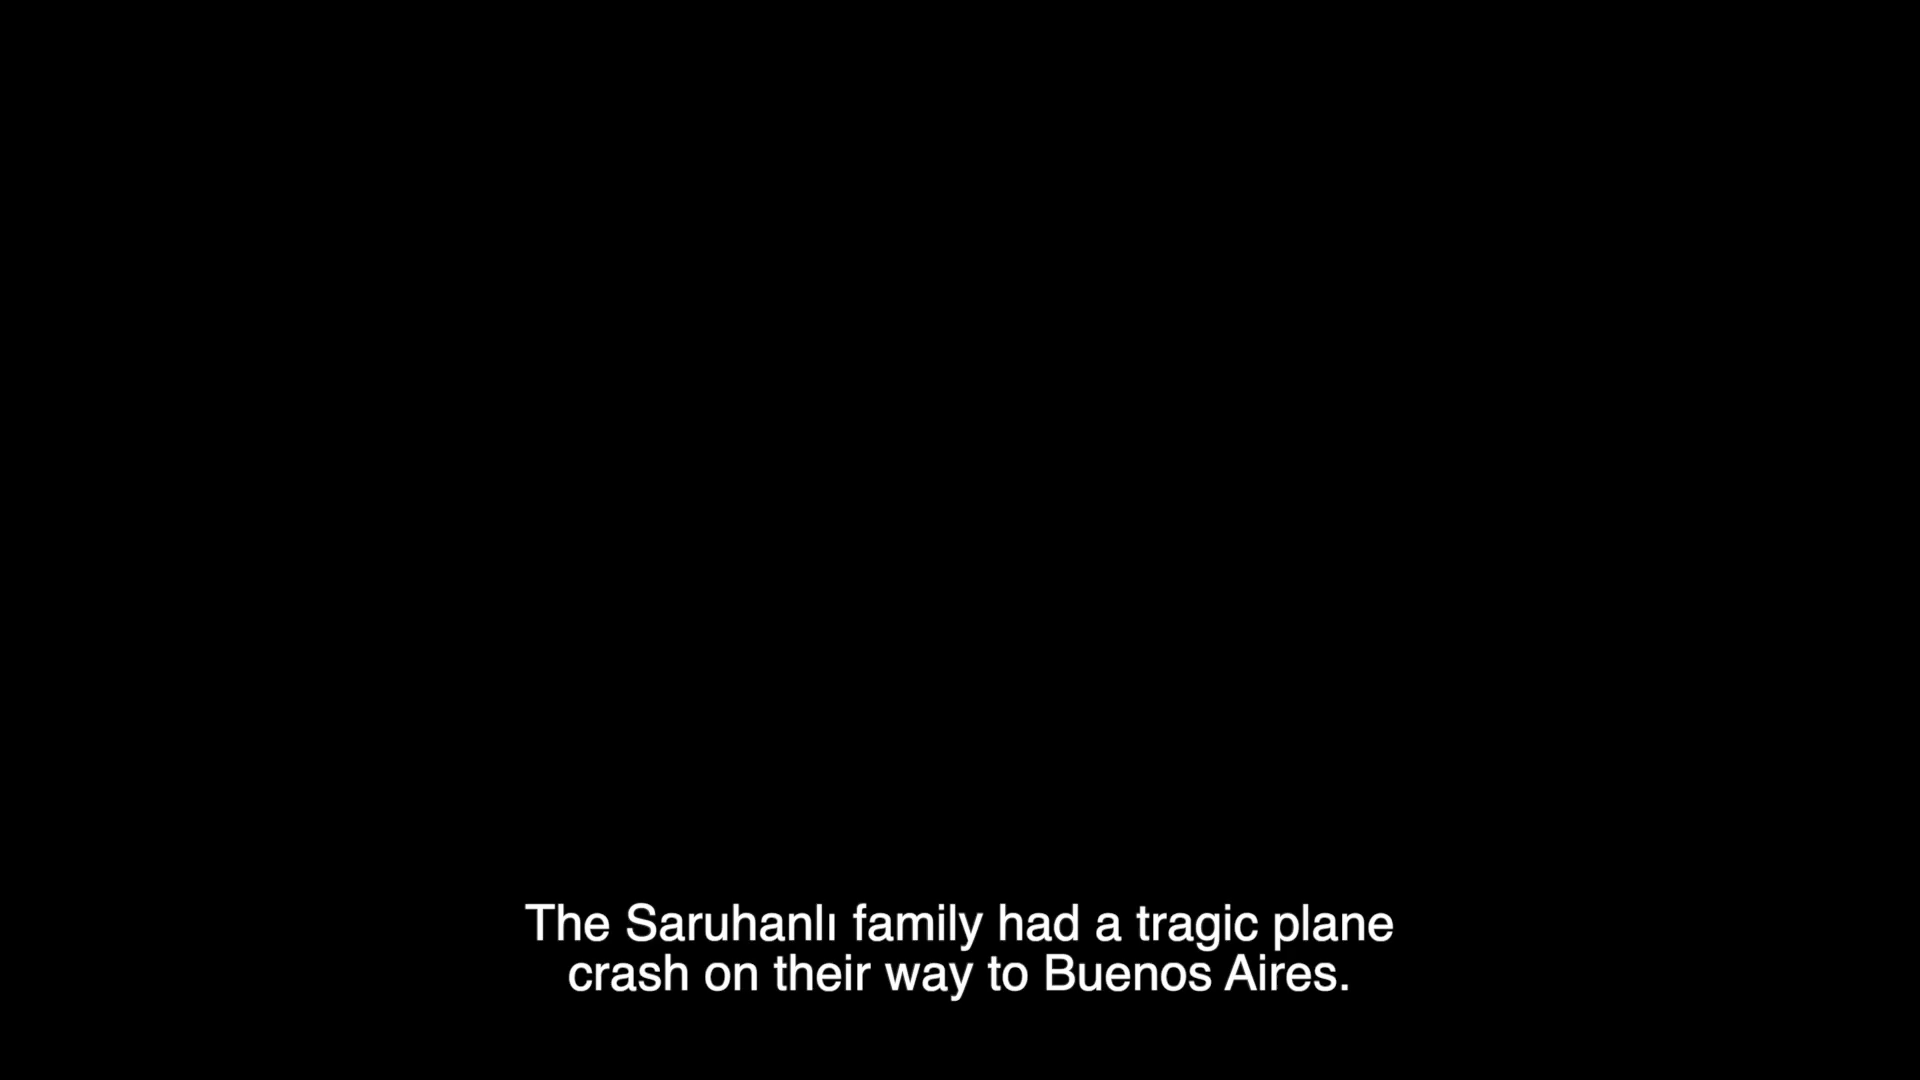 The Saruhanlı family had a tragic plane
crash on their way to Buenos Aires.